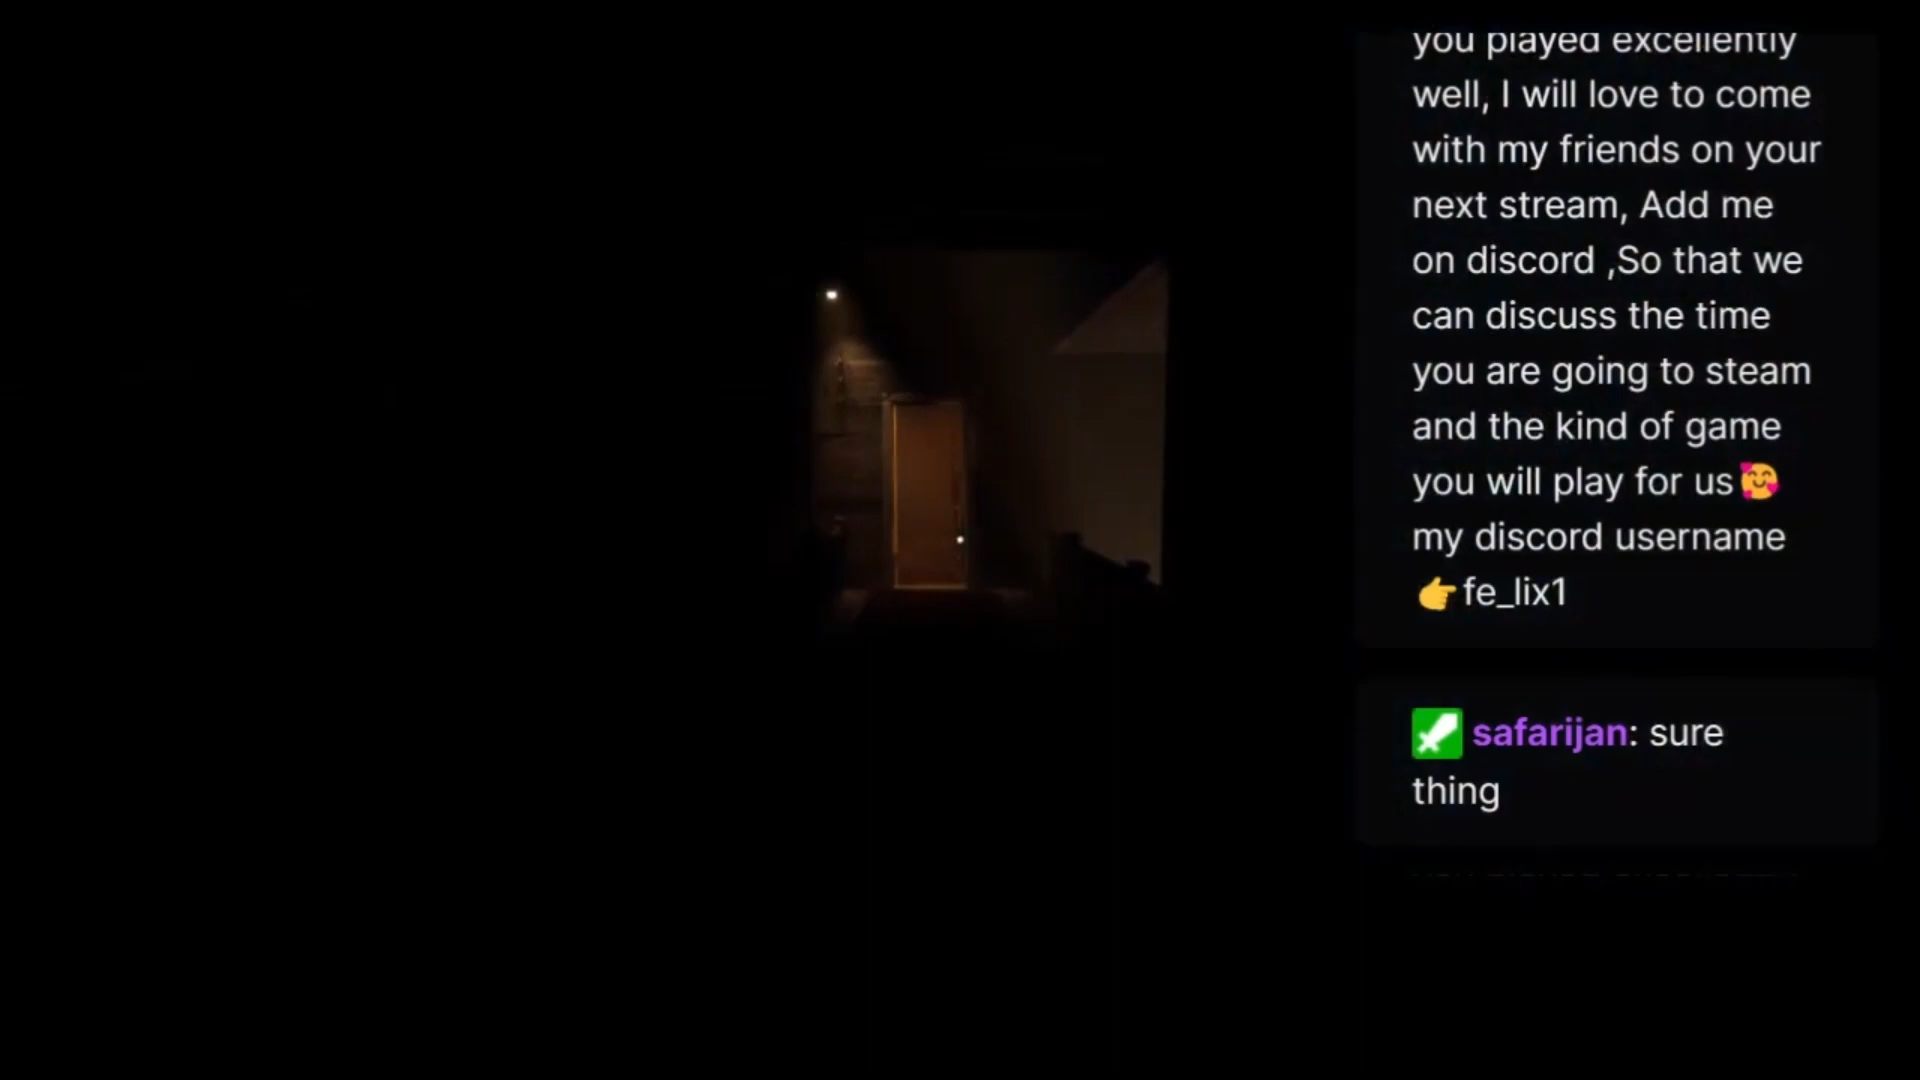 you played excellently
well, I will love to come
with my friends on your
next stream, Add me
on discord ,So that we
can discuss the time
you are going to steam
and the kind of game
you will play for us🥰
my discord username
👉fe_lix1
safarijan: sure
thing